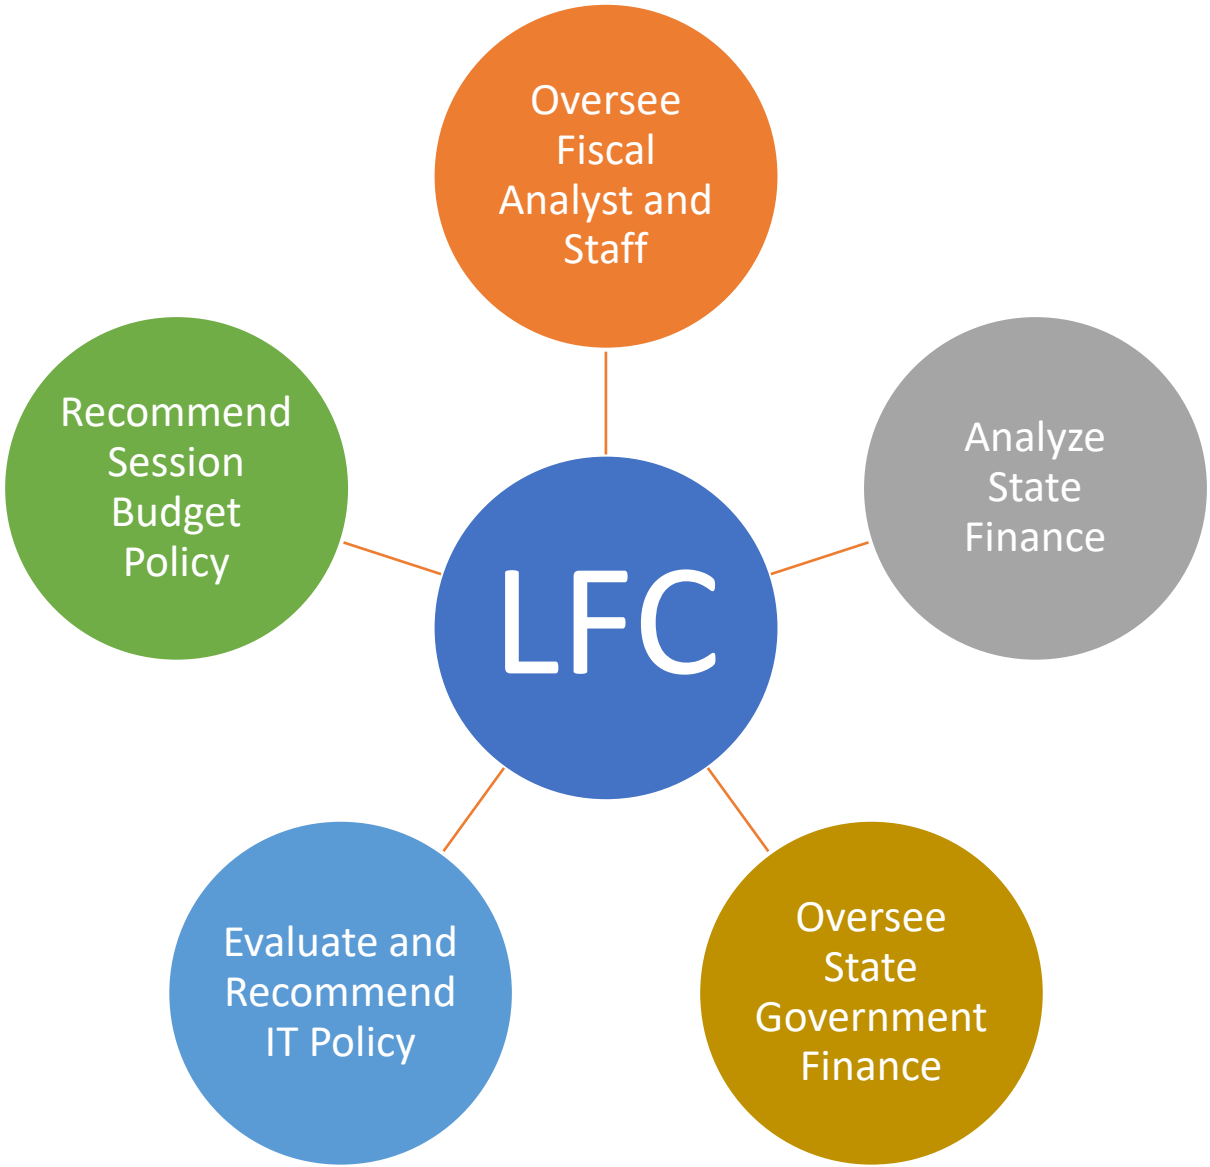 Oversee
Fiscal
Analyst and
Staff
Recommend
Session
Budget
Policy
Analyze
State
Finance
LFC
Evaluate and
Recommend
IT Policy
Oversee
State
Government
Finance